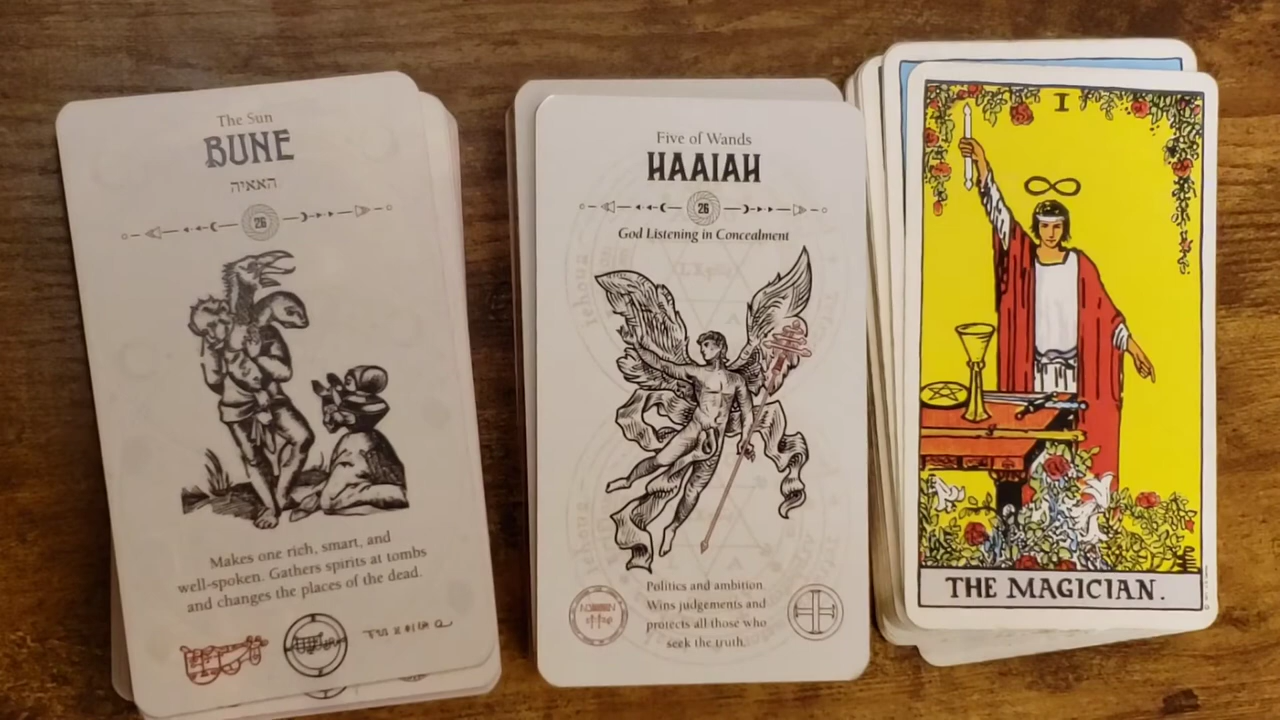 The Sun
BUNE
האאיה
26
Makes one rich, smart, and
well-spoken. Gathers spirits at tombs
and changes the places of the dead.
Five of Wands
HAAIAH
26
God Listening in Concealment
Politics and ambition.
Wins judgements and
protects all those who
seek the truth.
I
THE MAGICIAN.